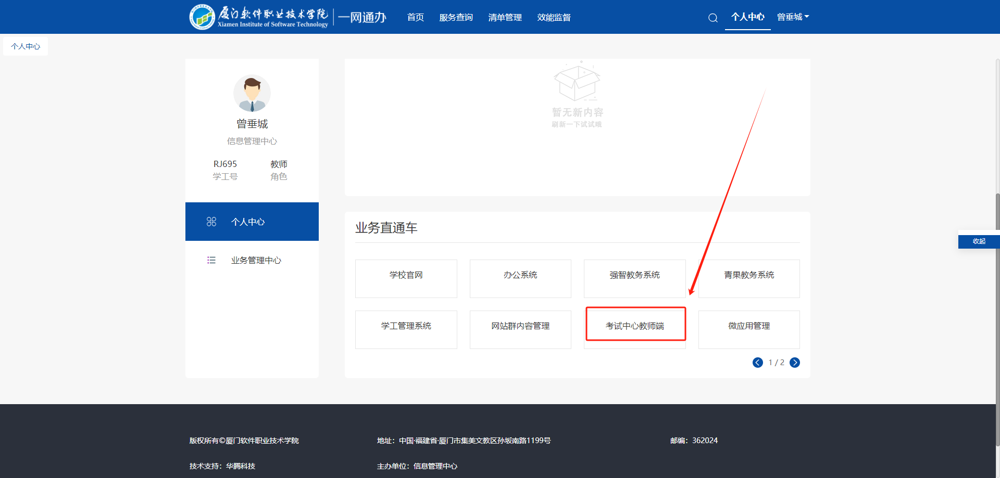 厦门软件职业技术学院
Xiamen Institute of Software Technology
一网通办
首页 服务查询 清单管理 效能监督
个人中心 曾垂城
个人中心
曾垂城
信息管理中心
RJ695 教师
学工号 角色
个人中心
业务管理中心
暂无新内容
刷新一下试试哦
业务直通车
学校官网 办公系统 强智教务系统 青果教务系统
学工管理系统 网站群内容管理 考试中心教师端 微应用管理
1 / 2
收起
版权所有©厦门软件职业技术学院 地址：中国·福建省·厦门市集美文教区孙坂南路1199号 邮编：362024
技术支持：华腾科技 主办单位：信息管理中心